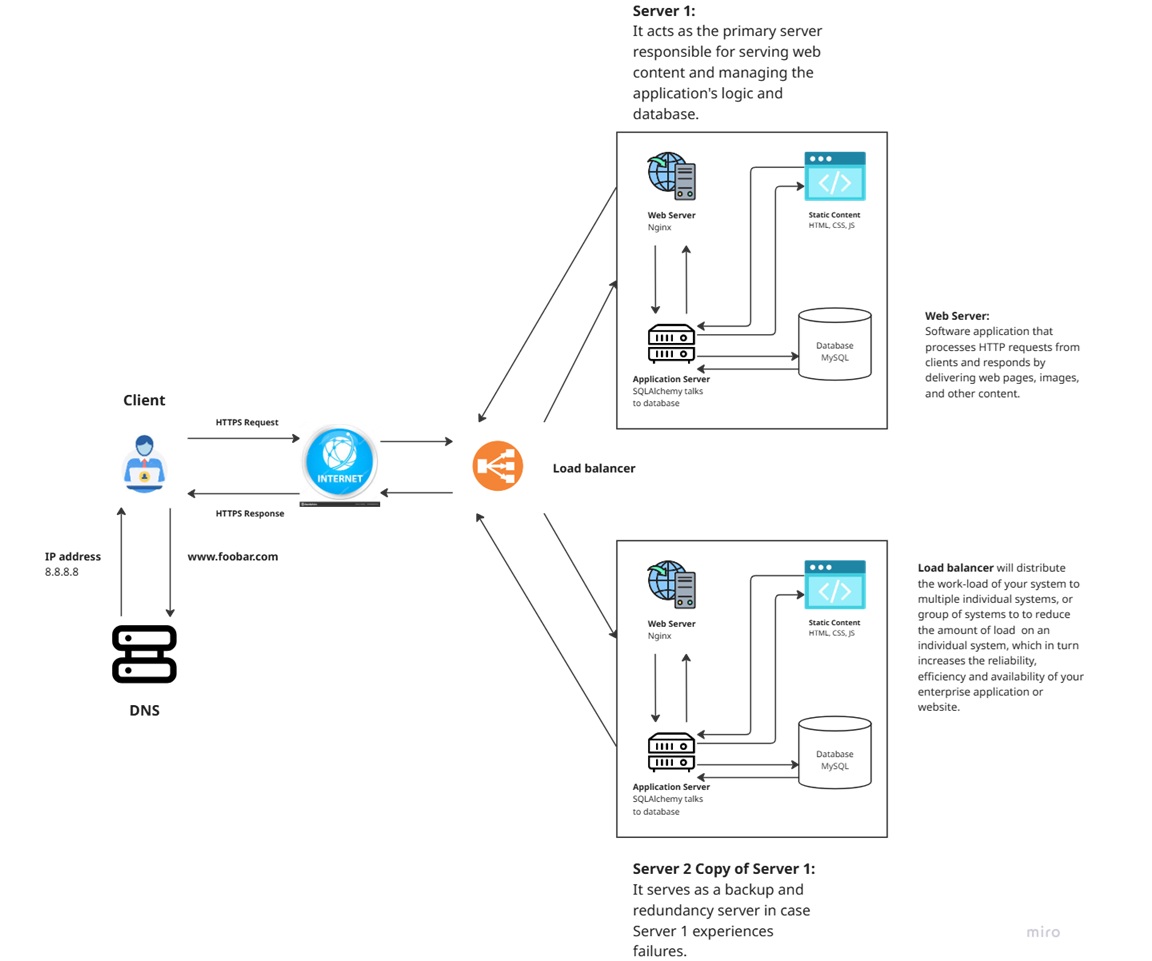 Server 1:
It acts as the primary server
responsible for serving web
content and managing the
application's logic and
database.
Web Server
Nginx
Static Content
HTML, CSS, JS
Application Server
SQLAlchemy talks
to database
Database
MySQL
Web Server:
Software application that
processes HTTP requests from
clients and responds by
delivering web pages, images,
and other content.
Client
HTTPS Request
INTERNET
HTTPS Response
Load balancer
IP address
8.8.8.8
www.foobar.com
DNS
Web Server
Nginx
Static Content
HTML, CSS, JS
Application Server
SQLAlchemy talks
to database
Database
MySQL
Load balancer will distribute
the work-load of your system to
multiple individual systems, or
group of systems to to reduce
the amount of load on an
individual system, which in turn
increases the reliability,
efficiency and availability of your
enterprise application or
website.
Server 2 Copy of Server 1:
It serves as a backup and
redundancy server in case
Server 1 experiences
failures.
miro